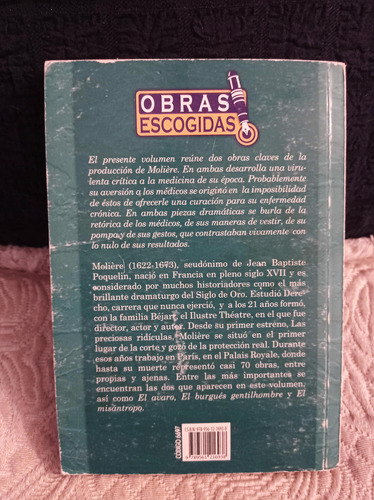 OBRAS
ESCOGIDAS
El presente volumen reúne dos obras claves de la
producción de Molière. En ambas desarrolla una viru-
lenta crítica a la medicina de su época. Probablemente
su aversión a los médicos se originó en la imposibilidad
de éstos de ofrecerle una curación para su enfermedad
crónica. En ambas piezas dramáticas se burla de la
retórica de los médicos, de sus maneras de vestir, de su
pompa y de sus gestos, que contrastaban vivamente con
lo nulo de sus resultados.
Molière (1622-1673), seudónimo de Jean Baptiste
Poquelin, nació en Francia en pleno siglo XVII y es
considerado por muchos historiadores como el más
brillante dramaturgo del Siglo de Oro. Estudió Dere-
cho, carrera que nunca ejerció, y a los 21 años formó,
con la familia Béjart, el Ilustre Théatre, en el que fue
director, actor y autor. Desde su primer estreno, Las
preciosas ridículas, Molière se situó en el primer
lugar de la corte y gozó de la protección real. Durante
esos años trabajo en París, en el Palais Royale, donde
hasta su muerte representó casi 70 obras, entre
propias y ajenas. Entre las más importantes se
encuentran las dos que aparecen en este volumen,
así como El avaro, El burgués gentilhombre y El
misántropo.
CÓDIGO 6697